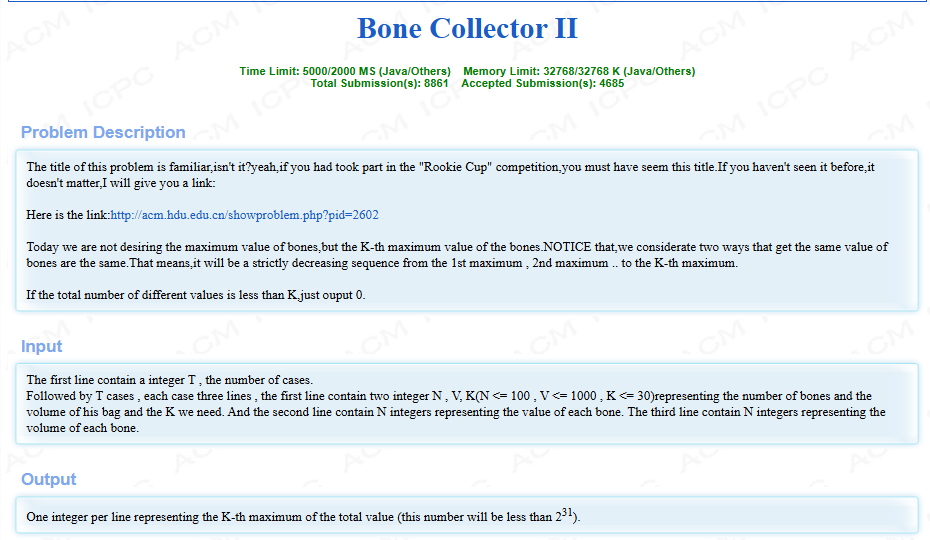 Bone Collector II
Time Limit: 5000/2000 MS (Java/Others)    Memory Limit: 32768/32768 K (Java/Others)
Total Submission(s): 8861    Accepted Submission(s): 4685
Problem Description
The title of this problem is familiar,isn't it?yeah,if you had took part in the "Rookie Cup" competition,you must have seem this title.If you haven't seen it before,it
doesn't matter,I will give you a link:
Here is the link:http://acm.hdu.edu.cn/showproblem.php?pid=2602
Today we are not desiring the maximum value of bones,but the K-th maximum value of the bones.NOTICE that,we considerate two ways that get the same value of
bones are the same.That means,it will be a strictly decreasing sequence from the 1st maximum , 2nd maximum .. to the K-th maximum.
If the total number of different values is less than K,just ouput 0.
Input
The first line contain a integer T , the number of cases.
Followed by T cases , each case three lines , the first line contain two integer N , V, K(N <= 100 , V <= 1000 , K <= 30)representing the number of bones and the
volume of his bag and the K we need. And the second line contain N integers representing the value of each bone. The third line contain N integers representing the
volume of each bone.
Output
One integer per line representing the K-th maximum of the total value (this number will be less than 2^31).
ACM ICPC